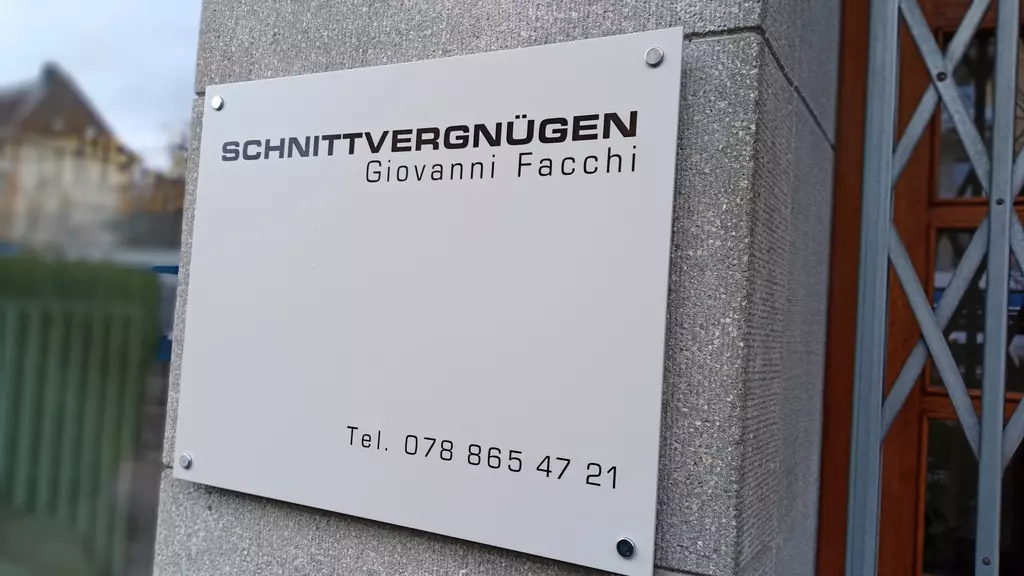 SCHNITTVERGNÜGEN
Giovanni Facchi
Tel. 078 865 47 21